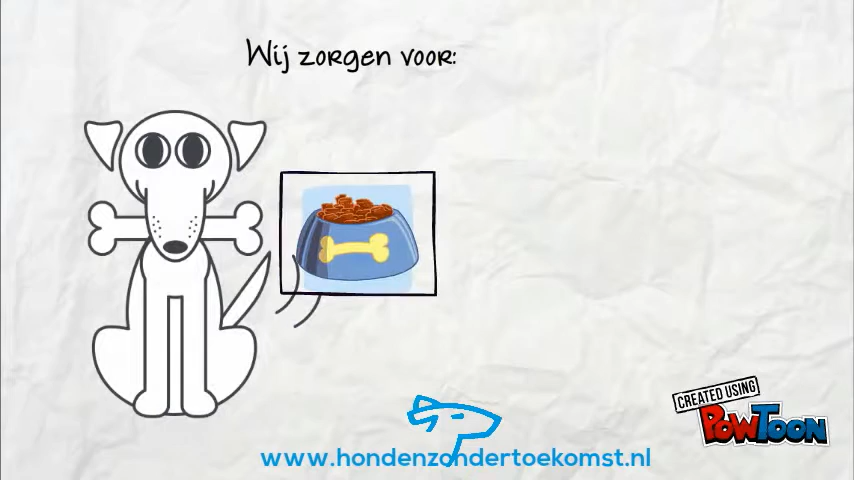 Wij zorgen voor:
CREATED USING
POWTOON
www.hondenzondertoekomst.nl